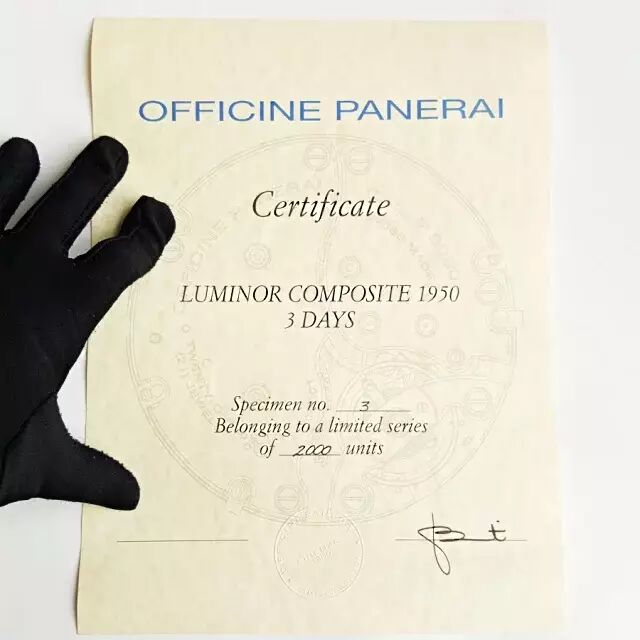 OFFICINE PANERAI
Certificate
LUMINOR COMPOSITE 1950
3 DAYS
Specimen no. 3
Belonging to a limited series
of 2000 units